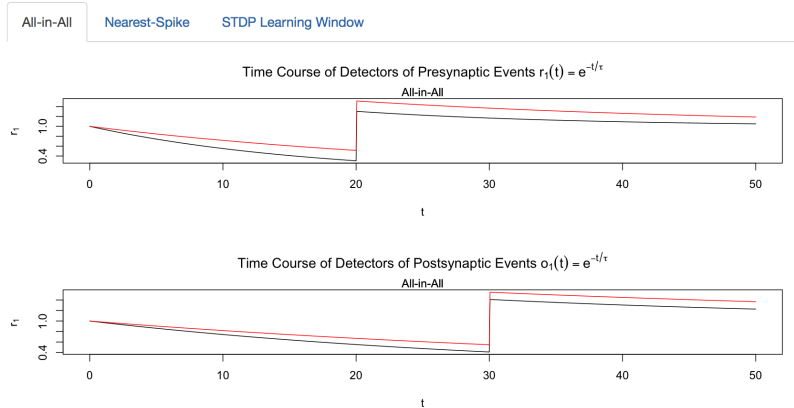 All-in-All Nearest-Spike STDP Learning Window
Time Course of Detectors of Presynaptic Events r₁(t) = e^(−t/τ)
All-in-All
r₁
1.0
0.4
0 10 20 30 40 50
t
Time Course of Detectors of Postsynaptic Events o₁(t) = e^(−t/τ)
All-in-All
r₁
1.0
0.4
0 10 20 30 40 50
t